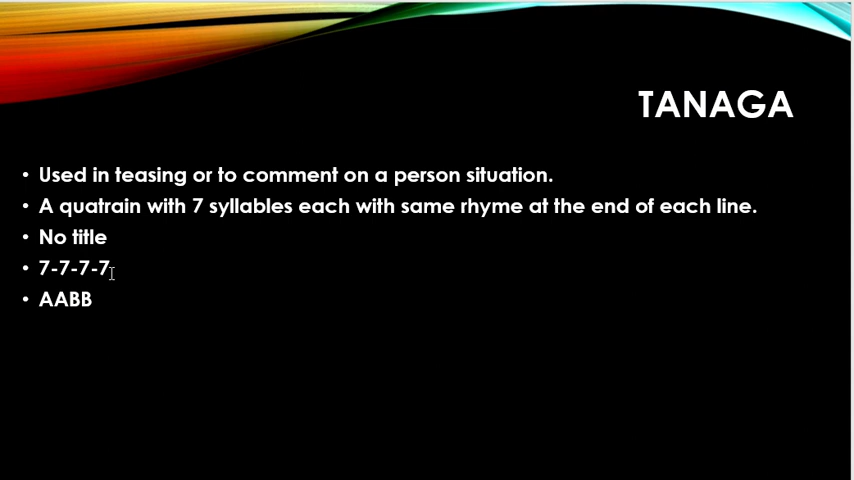 TANAGA
• Used in teasing or to comment on a person situation.
• A quatrain with 7 syllables each with same rhyme at the end of each line.
• No title
• 7-7-7-7
• AABB